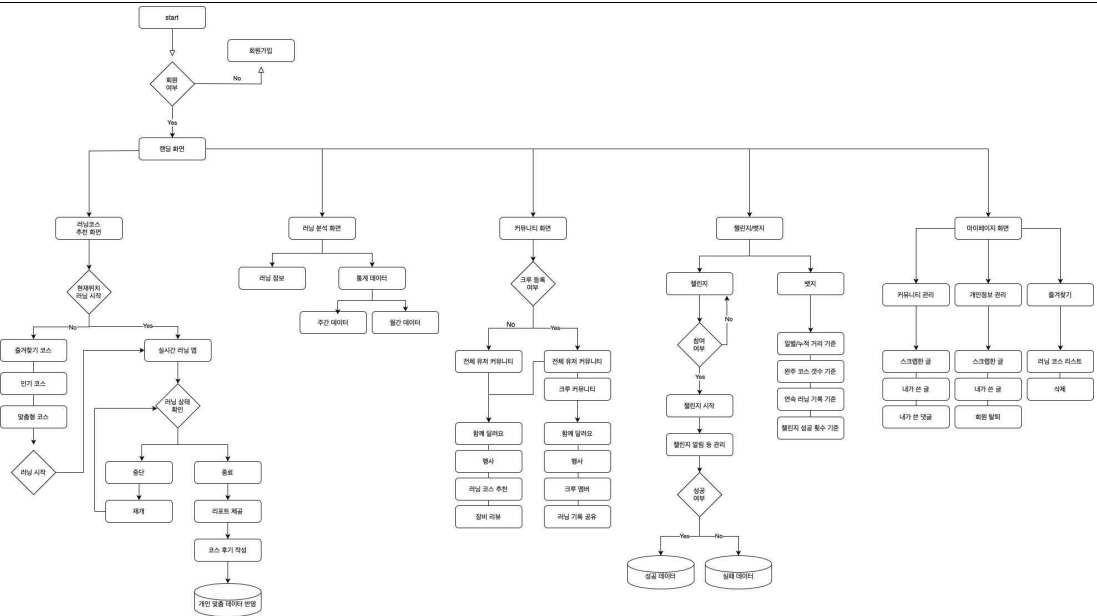 start
회원가입
회원
여부
No
Yes
랜딩 화면
러닝코스
추천 화면
러닝 분석 화면
커뮤니티 화면
챌린지/뱃지
마이페이지 화면
현재위치
러닝 시작
러닝 정보
통계 데이터
크루 등록
여부
챌린지
뱃지
커뮤니티 관리
개인정보 관리
즐겨찾기
No
Yes
주간 데이터
월간 데이터
No
Yes
참여
여부
No
즐겨찾기 코스
실시간 러닝 맵
전체 유저 커뮤니티
전체 유저 커뮤니티
일별/누적 거리 기준
스크랩한 글
스크랩한 글
러닝 코스 리스트
인기 코스
크루 커뮤니티
Yes
완주 코스 갯수 기준
내가 쓴 글
내가 쓴 글
삭제
맞춤형 코스
러닝 상태
확인
챌린지 시작
연속 러닝 기록 기준
내가 쓴 댓글
회원 탈퇴
함께 달려요
함께 달려요
챌린지 알림 등 관리
챌린지 성공 횟수 기준
러닝 시작
중단
종료
행사
행사
재개
리포트 제공
러닝 코스 추천
크루 멤버
성공
여부
장비 리뷰
러닝 기록 공유
코스 후기 작성
Yes
No
개인 맞춤 데이터 반영
성공 데이터
실패 데이터